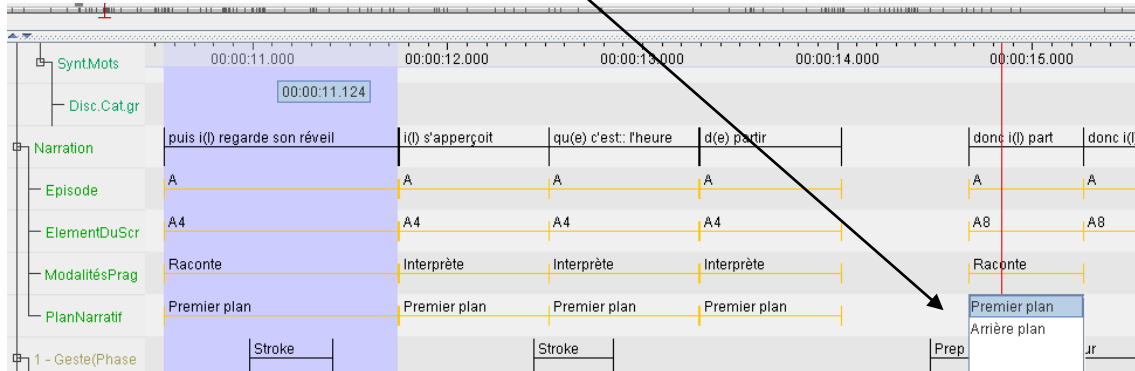 Synt.Mots
00:00:11.000 00:00:12.000 00:00:13.000 00:00:14.000 00:00:15.000
Disc.Cat.gr
00:00:11.124
Narration
puis i(l) regarde son réveil i(l) s'apperçoit qu(e) c'est:: l'heure d(e) partir donc i(l) part donc i(l)
Episode
A A A A A A
ElementDuScr
A4 A4 A4 A4 A8 A8
ModalitésPrag
Raconte Interprète Interprète Interprète Raconte
PlanNarratif
Premier plan Premier plan Premier plan Premier plan Premier plan
Arrière plan
1 - Geste(Phase
Stroke Stroke Prep ur